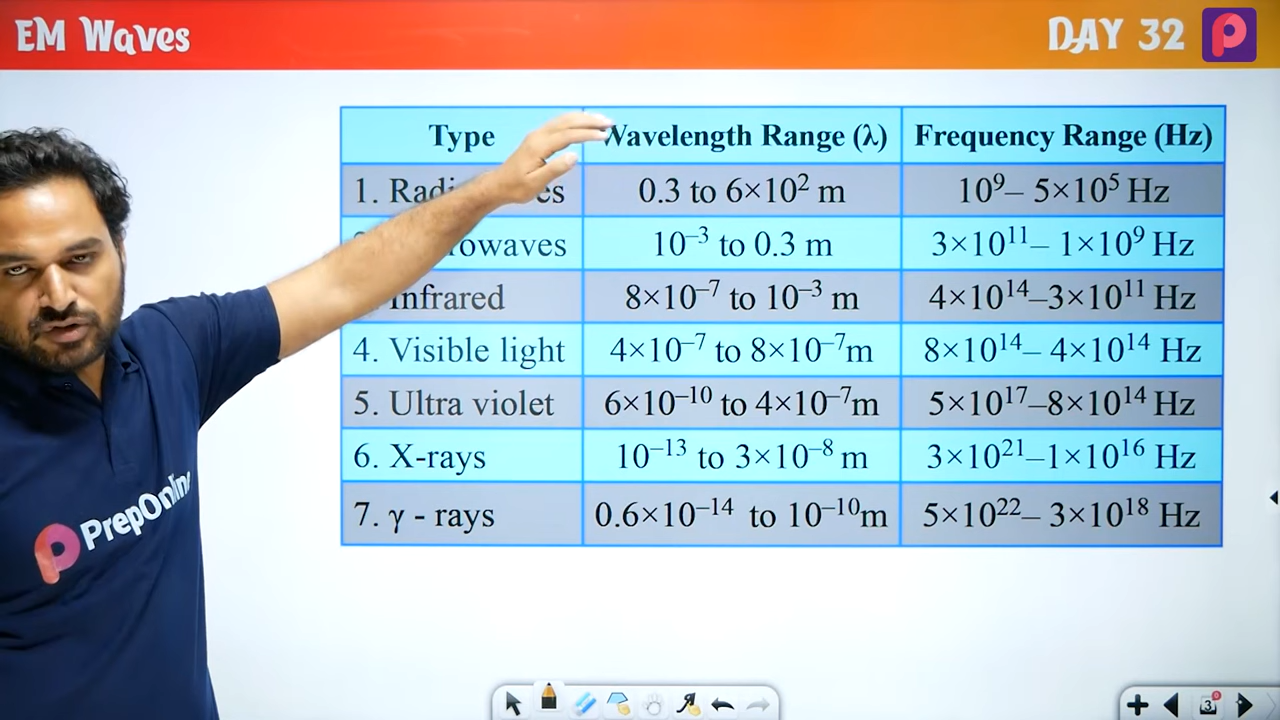 EM Waves
DAY 32
Type Wavelength Range (λ) Frequency Range (Hz)
1. 0.3 to 6×10² m 10⁹– 5×10⁵ Hz
10⁻³ to 0.3 m 3×10¹¹– 1×10⁹ Hz
Infrared 8×10⁻⁷ to 10⁻³ m 4×10¹⁴–3×10¹¹ Hz
4. Visible light 4×10⁻⁷ to 8×10⁻⁷m 8×10¹⁴– 4×10¹⁴ Hz
5. Ultra violet 6×10⁻¹⁰ to 4×10⁻⁷m 5×10¹⁷–8×10¹⁴ Hz
6. X-rays 10⁻¹³ to 3×10⁻⁸ m 3×10²¹–1×10¹⁶ Hz
7. γ - rays 0.6×10⁻¹⁴ to 10⁻¹⁰m 5×10²²– 3×10¹⁸ Hz
PrepOnline
3